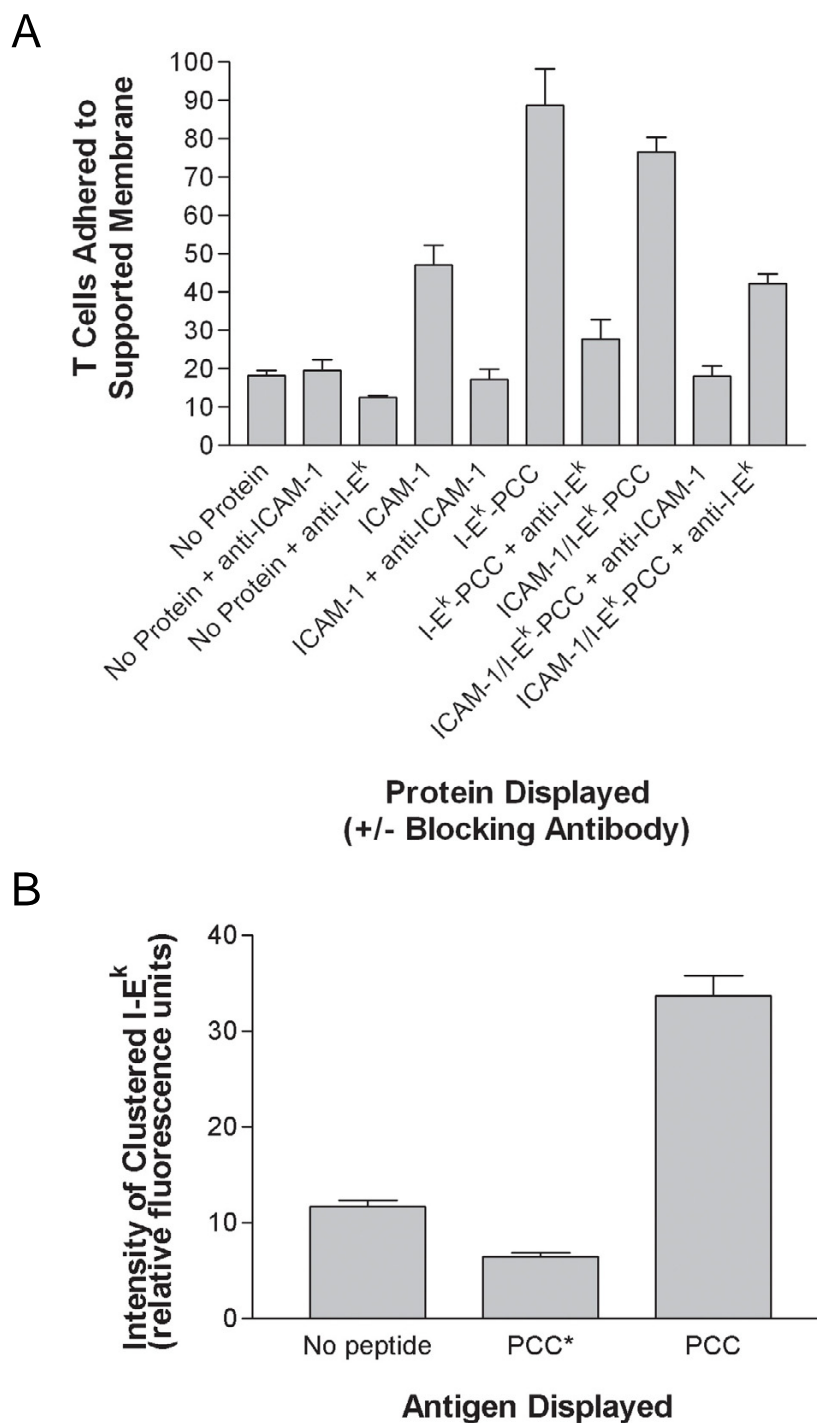 A
T Cells Adhered to
Supported Membrane
100
90
80
70
60
50
40
30
20
10
0
No Protein
No Protein + anti-ICAM-1
No Protein + anti-I-Eᵏ
ICAM-1
ICAM-1 + anti-ICAM-1
I-Eᵏ-PCC
I-Eᵏ-PCC + anti-I-Eᵏ
ICAM-1/I-Eᵏ-PCC
ICAM-1/I-Eᵏ-PCC + anti-ICAM-1
ICAM-1/I-Eᵏ-PCC + anti-I-Eᵏ
Protein Displayed
(+/- Blocking Antibody)
B
Intensity of Clustered I-Eᵏ
(relative fluorescence units)
40
30
20
10
0
No peptide
PCC*
PCC
Antigen Displayed